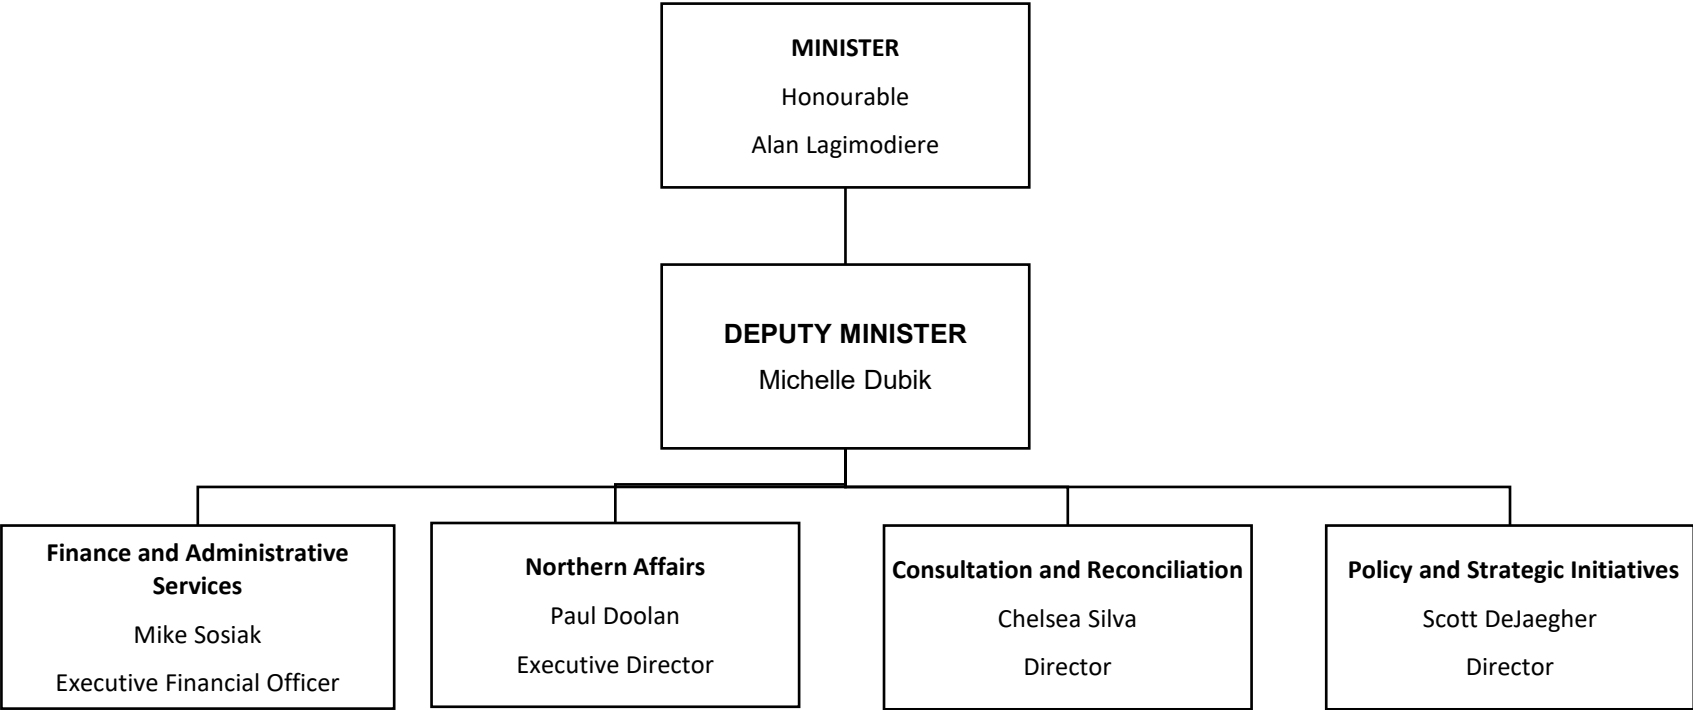 MINISTER
Honourable
Alan Lagimodiere
DEPUTY MINISTER
Michelle Dubik
Finance and Administrative
Services
Mike Sosiak
Executive Financial Officer
Northern Affairs
Paul Doolan
Executive Director
Consultation and Reconciliation
Chelsea Silva
Director
Policy and Strategic Initiatives
Scott DeJaegher
Director